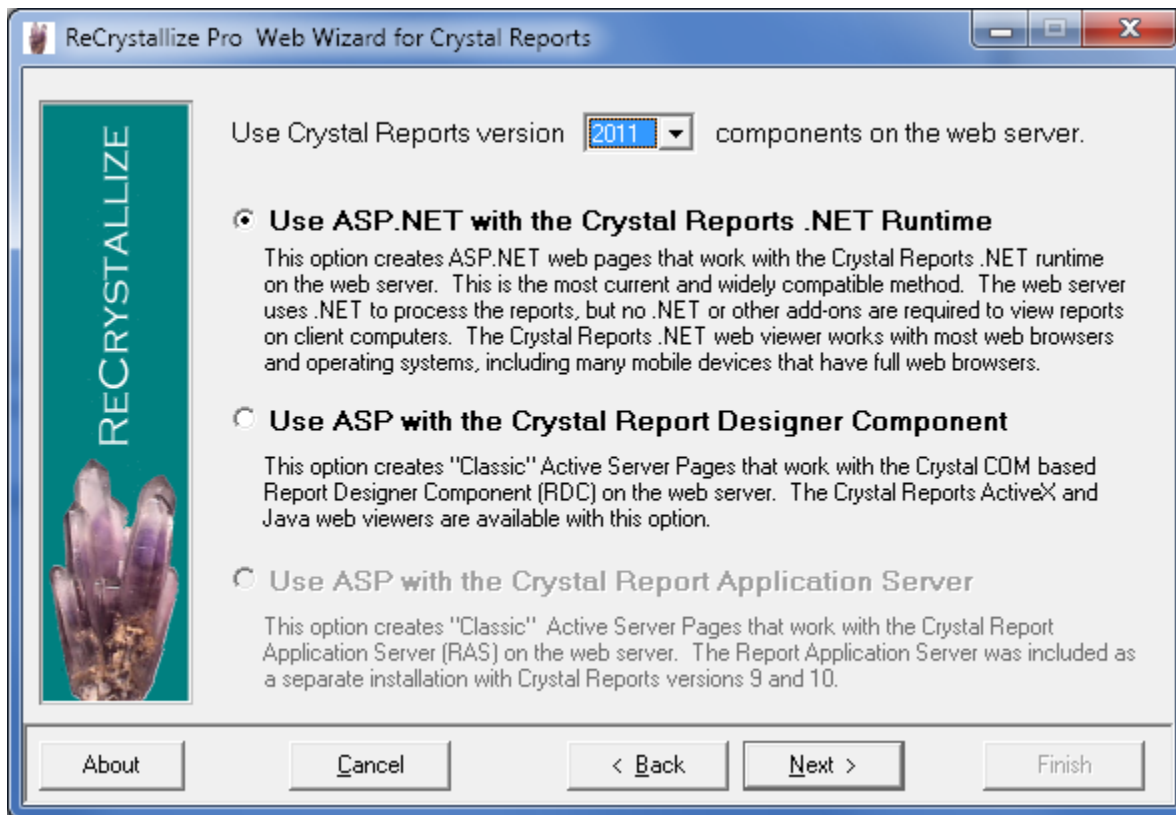 ReCrystallize Pro  Web Wizard for Crystal Reports
RECRYSTALLIZE
Use Crystal Reports version 2011 components on the web server.
Use ASP.NET with the Crystal Reports .NET Runtime
This option creates ASP.NET web pages that work with the Crystal Reports .NET runtime
on the web server.  This is the most current and widely compatible method.  The web server
uses .NET to process the reports, but no .NET or other add-ons are required to view reports
on client computers.  The Crystal Reports .NET web viewer works with most web browsers
and operating systems, including many mobile devices that have full web browsers.
Use ASP with the Crystal Report Designer Component
This option creates "Classic" Active Server Pages that work with the Crystal COM based
Report Designer Component (RDC) on the web server.  The Crystal Reports ActiveX and
Java web viewers are available with this option.
Use ASP with the Crystal Report Application Server
This option creates "Classic"  Active Server Pages that work with the Crystal Report
Application Server (RAS) on the web server.  The Report Application Server was included as
a separate installation with Crystal Reports versions 9 and 10.
About Cancel < Back Next > Finish